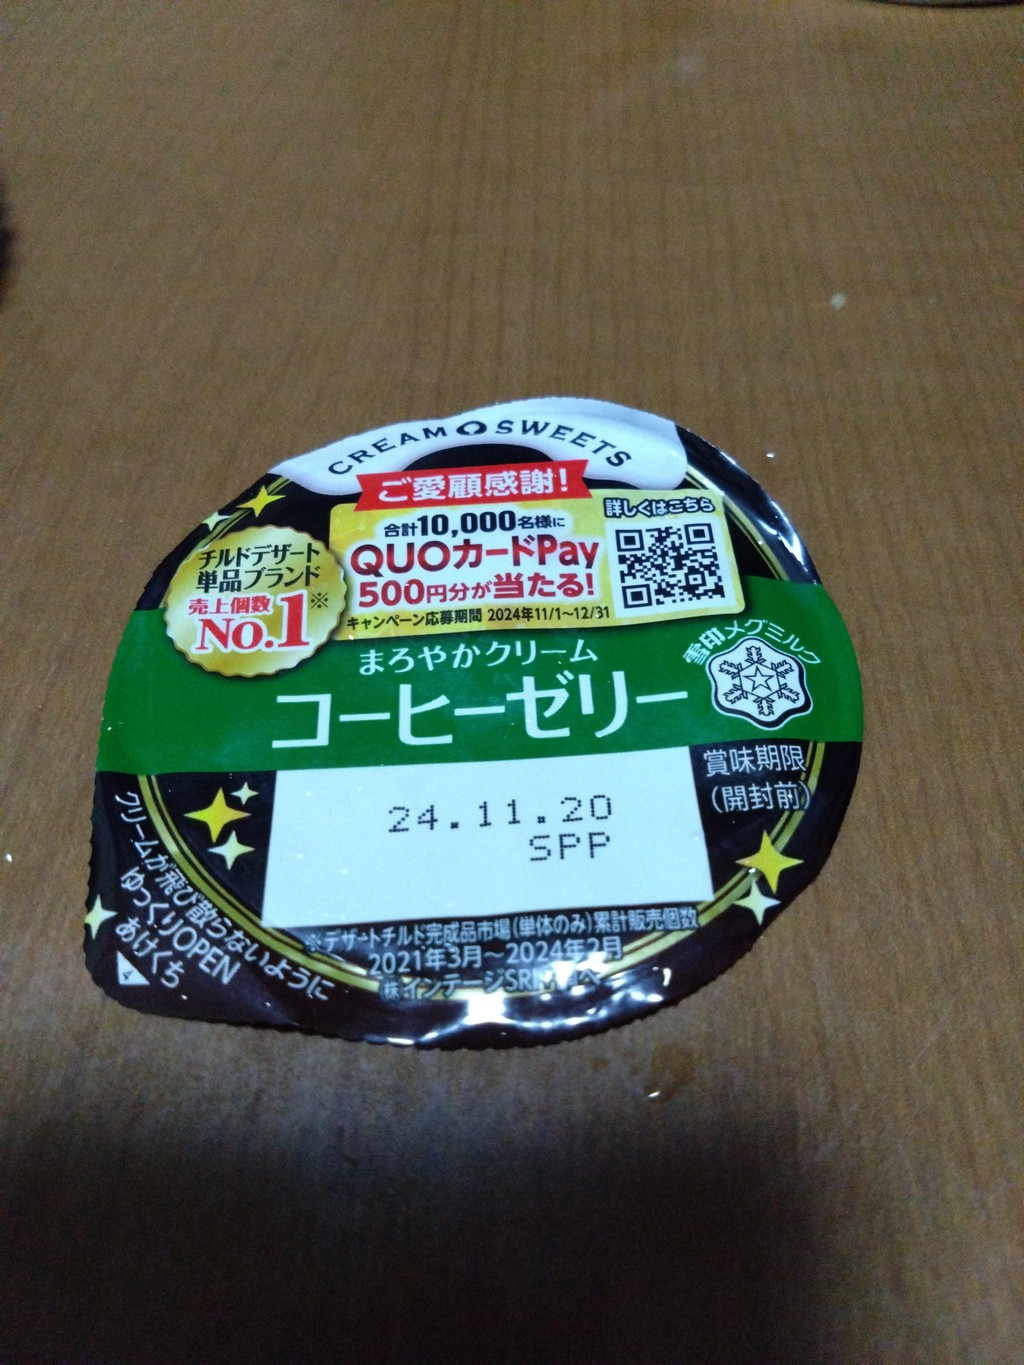 CREAM SWEETS
ご愛顧感謝!
合計10,000名様に
QUOカードPay
500円分が当たる!
キャンペーン応募期間 2024年11/1〜12/31
詳しくはこちら
チルドデザート
単品ブランド
売上個数
No.1※
まろやかクリーム
コーヒーゼリー
雪印メグミルク
賞味期限
(開封前)
24.11.20
SPP
※デザートチルド完成品市場(単体のみ)累計販売個数
2021年3月〜2024年2月
㈱インテージSRI
クリームが飛び散らないように
ゆっくりOPEN
あけくち